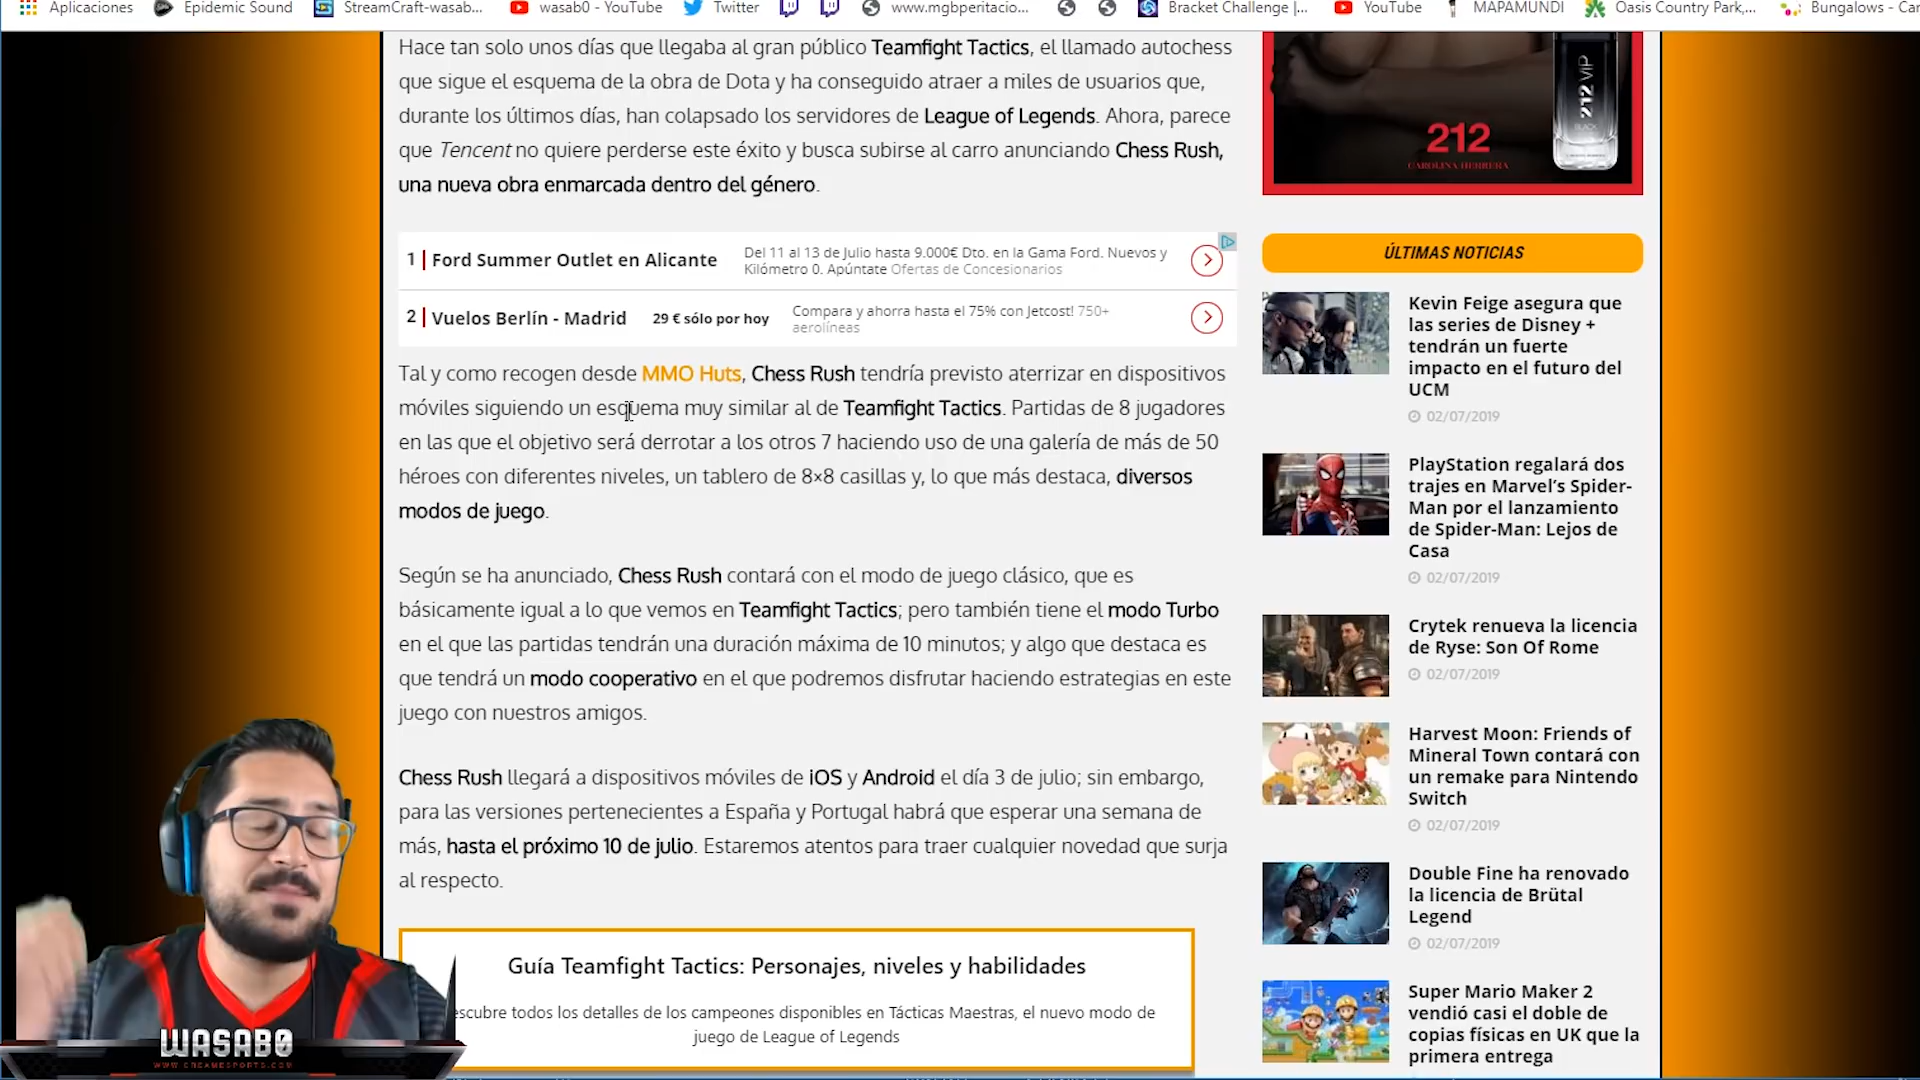 Aplicaciones
Epidemic Sound
StreamCraft-wasab...
wasab0 - YouTube
Twitter
www.mgbperitacio...
Bracket Challenge |...
YouTube
MAPAMUNDI
Oasis Country Park,...
Bungalows - Car
Hace tan solo unos días que llegaba al gran público Teamfight Tactics, el llamado autochess
que sigue el esquema de la obra de Dota y ha conseguido atraer a miles de usuarios que,
durante los últimos días, han colapsado los servidores de League of Legends. Ahora, parece
que Tencent no quiere perderse este éxito y busca subirse al carro anunciando Chess Rush,
una nueva obra enmarcada dentro del género.
1 Ford Summer Outlet en Alicante
Del 11 al 13 de Julio hasta 9.000€ Dto. en la Gama Ford. Nuevos y
Kilómetro 0. Apúntate Ofertas de Concesionarios
2 Vuelos Berlín - Madrid 29 € sólo por hoy
Compara y ahorra hasta el 75% con Jetcost! 750+
aerolíneas
Tal y como recogen desde MMO Huts, Chess Rush tendría previsto aterrizar en dispositivos
móviles siguiendo un esquema muy similar al de Teamfight Tactics. Partidas de 8 jugadores
en las que el objetivo será derrotar a los otros 7 haciendo uso de una galería de más de 50
héroes con diferentes niveles, un tablero de 8×8 casillas y, lo que más destaca, diversos
modos de juego.
Según se ha anunciado, Chess Rush contará con el modo de juego clásico, que es
básicamente igual a lo que vemos en Teamfight Tactics; pero también tiene el modo Turbo
en el que las partidas tendrán una duración máxima de 10 minutos; y algo que destaca es
que tendrá un modo cooperativo en el que podremos disfrutar haciendo estrategias en este
juego con nuestros amigos.
Chess Rush llegará a dispositivos móviles de iOS y Android el día 3 de julio; sin embargo,
para las versiones pertenecientes a España y Portugal habrá que esperar una semana de
más, hasta el próximo 10 de julio. Estaremos atentos para traer cualquier novedad que surja
al respecto.
Guía Teamfight Tactics: Personajes, niveles y habilidades
escubre todos los detalles de los campeones disponibles en Tácticas Maestras, el nuevo modo de
juego de League of Legends
212 VIP
BLACK
212
CAROLINA HERRERA
ÚLTIMAS NOTICIAS
Kevin Feige asegura que
las series de Disney +
tendrán un fuerte
impacto en el futuro del
UCM
02/07/2019
PlayStation regalará dos
trajes en Marvel's Spider-
Man por el lanzamiento
de Spider-Man: Lejos de
Casa
02/07/2019
Crytek renueva la licencia
de Ryse: Son Of Rome
02/07/2019
Harvest Moon: Friends of
Mineral Town contará con
un remake para Nintendo
Switch
02/07/2019
Double Fine ha renovado
la licencia de Brütal
Legend
02/07/2019
Super Mario Maker 2
vendió casi el doble de
copias físicas en UK que la
primera entrega
WASAB0
WWW.CREAMESPORTS.COM